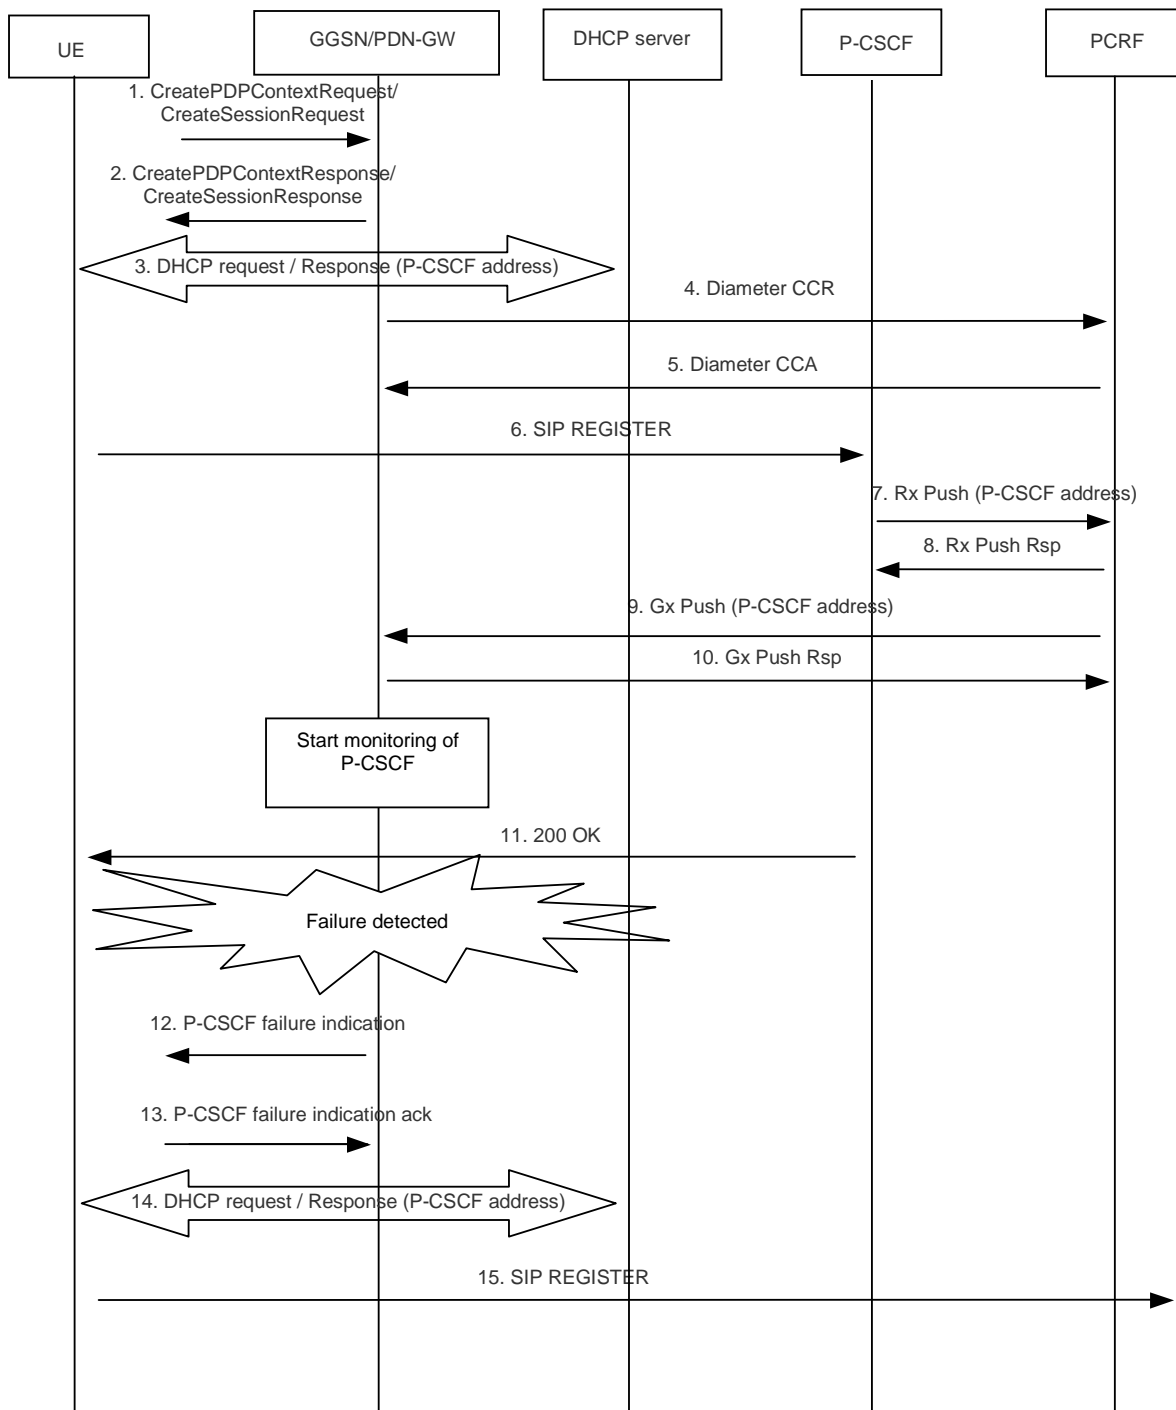 UE
GGSN/PDN-GW
DHCP server
P-CSCF
PCRF
1. CreatePDPContextRequest/
CreateSessionRequest
2. CreatePDPContextResponse/
CreateSessionResponse
3. DHCP request / Response (P-CSCF address)
4. Diameter CCR
5. Diameter CCA
6. SIP REGISTER
7. Rx Push (P-CSCF address)
8. Rx Push Rsp
9. Gx Push (P-CSCF address)
10. Gx Push Rsp
Start monitoring of
P-CSCF
11. 200 OK
Failure detected
12. P-CSCF failure indication
13. P-CSCF failure indication ack
14. DHCP request / Response (P-CSCF address)
15. SIP REGISTER